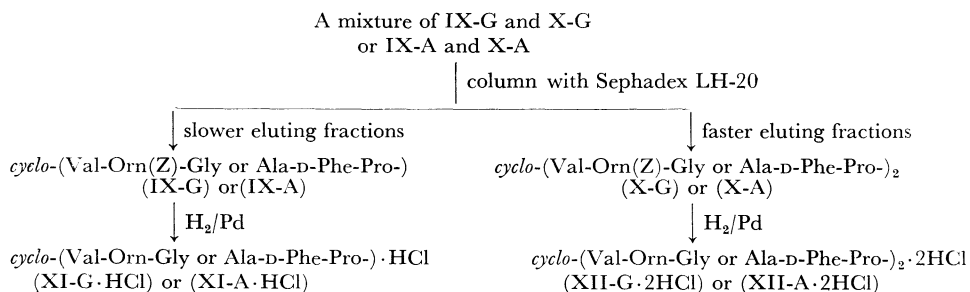 A mixture of IX-G and X-G
or IX-A and X-A
column with Sephadex LH-20
slower eluting fractions
faster eluting fractions
cyclo-(Val-Orn(Z)-Gly or Ala-D-Phe-Pro-)
cyclo-(Val-Orn(Z)-Gly or Ala-D-Phe-Pro-)₂
(IX-G) or(IX-A)
(X-G) or (X-A)
H₂/Pd
H₂/Pd
cyclo-(Val-Orn-Gly or Ala-D-Phe-Pro-)·HCl
cyclo-(Val-Orn-Gly or Ala-D-Phe-Pro-)₂·2HCl
(XI-G·HCl) or (XI-A·HCl)
(XII-G·2HCl) or (XII-A·2HCl)